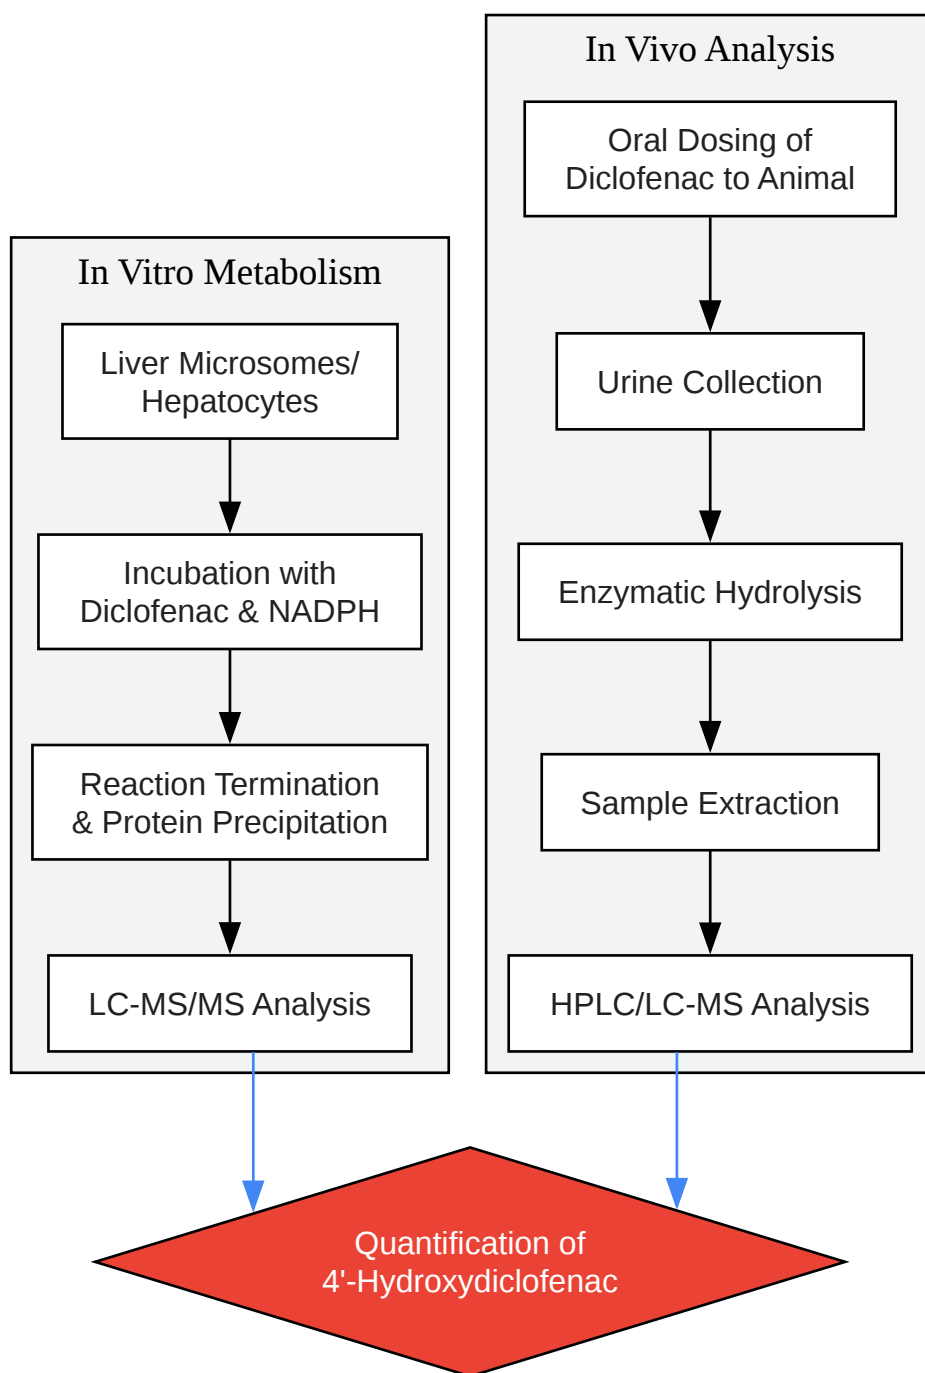 In Vivo Analysis
Oral Dosing of
Diclofenac to Animal
Urine Collection
Enzymatic Hydrolysis
Sample Extraction
HPLC/LC-MS Analysis
In Vitro Metabolism
Liver Microsomes/
Hepatocytes
Incubation with
Diclofenac & NADPH
Reaction Termination
& Protein Precipitation
LC-MS/MS Analysis
Quantification of
4'-Hydroxydiclofenac